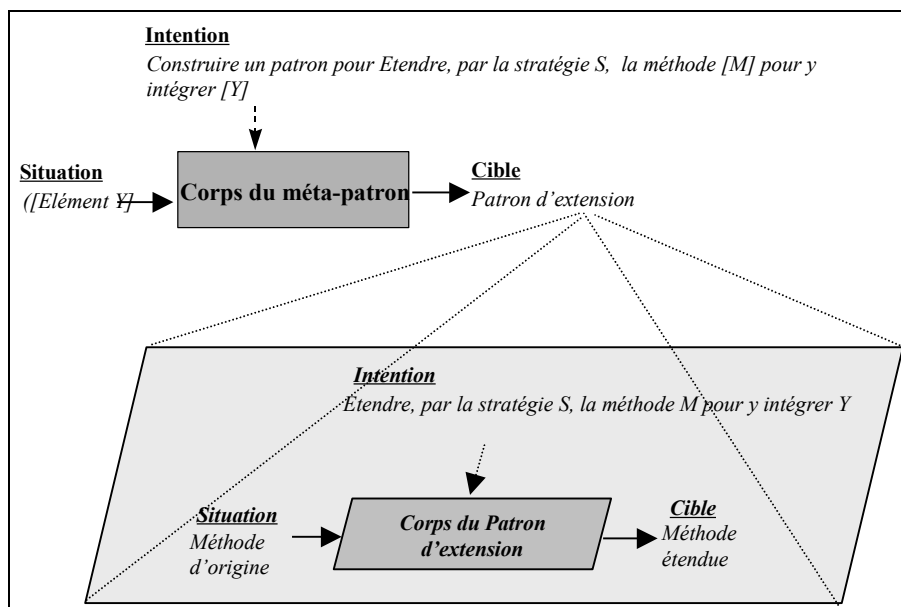 Intention
Construire un patron pour Etendre, par la stratégie S, la méthode [M] pour y
intégrer [Y]
Situation
([Elément Y]
Corps du méta-patron
Cible
Patron d'extension
Intention
Etendre, par la stratégie S, la méthode M pour y intégrer Y
Situation
Méthode
d'origine
Corps du Patron
d'extension
Cible
Méthode
étendue